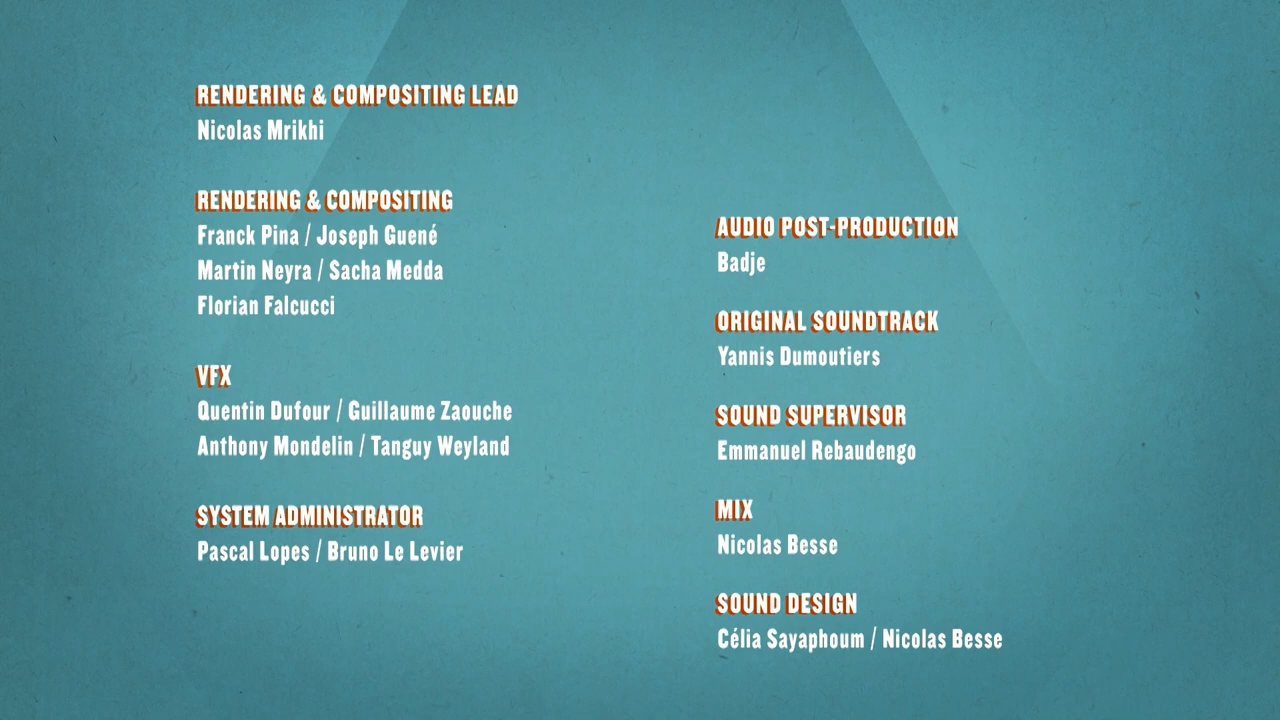 RENDERING & COMPOSITING LEAD
Nicolas Mrikhi
RENDERING & COMPOSITING
Franck Pina / Joseph Guené
Martin Neyra / Sacha Medda
Florian Falcucci
VFX
Quentin Dufour / Guillaume Zaouche
Anthony Mondelin / Tanguy Weyland
SYSTEM ADMINISTRATOR
Pascal Lopes / Bruno Le Levier
AUDIO POST-PRODUCTION
Badje
ORIGINAL SOUNDTRACK
Yannis Dumoutiers
SOUND SUPERVISOR
Emmanuel Rebaudengo
MIX
Nicolas Besse
SOUND DESIGN
Célia Sayaphoum / Nicolas Besse